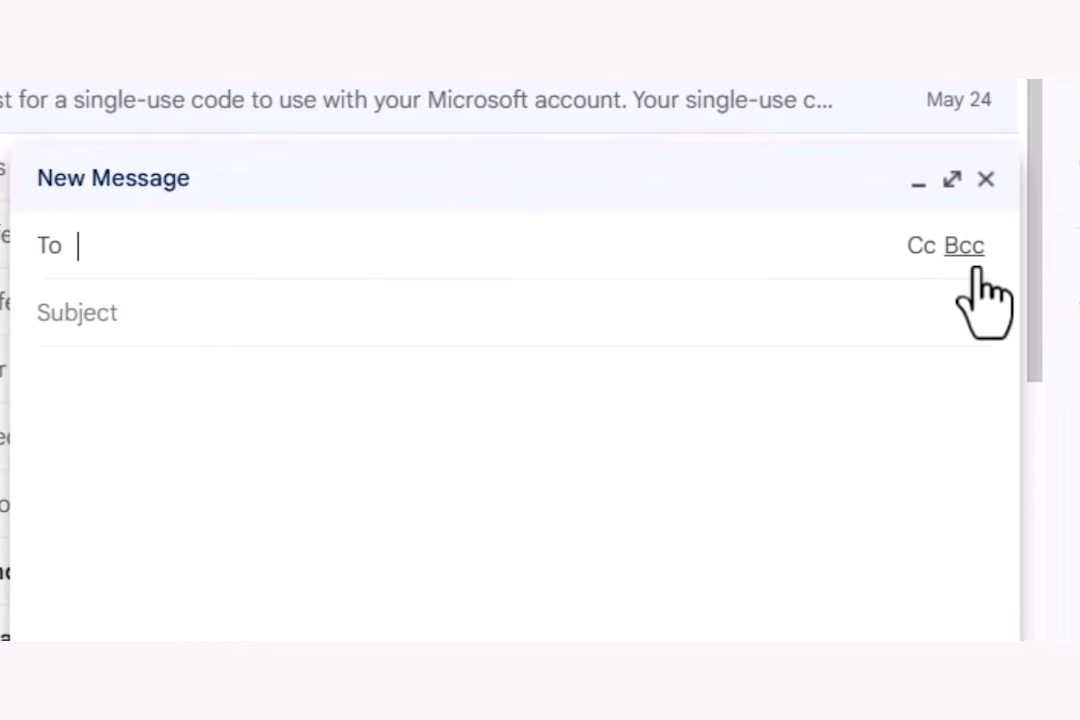 for a single-use code to use with your Microsoft account. Your single-use c... May 24
New Message
To Cc Bcc
Subject